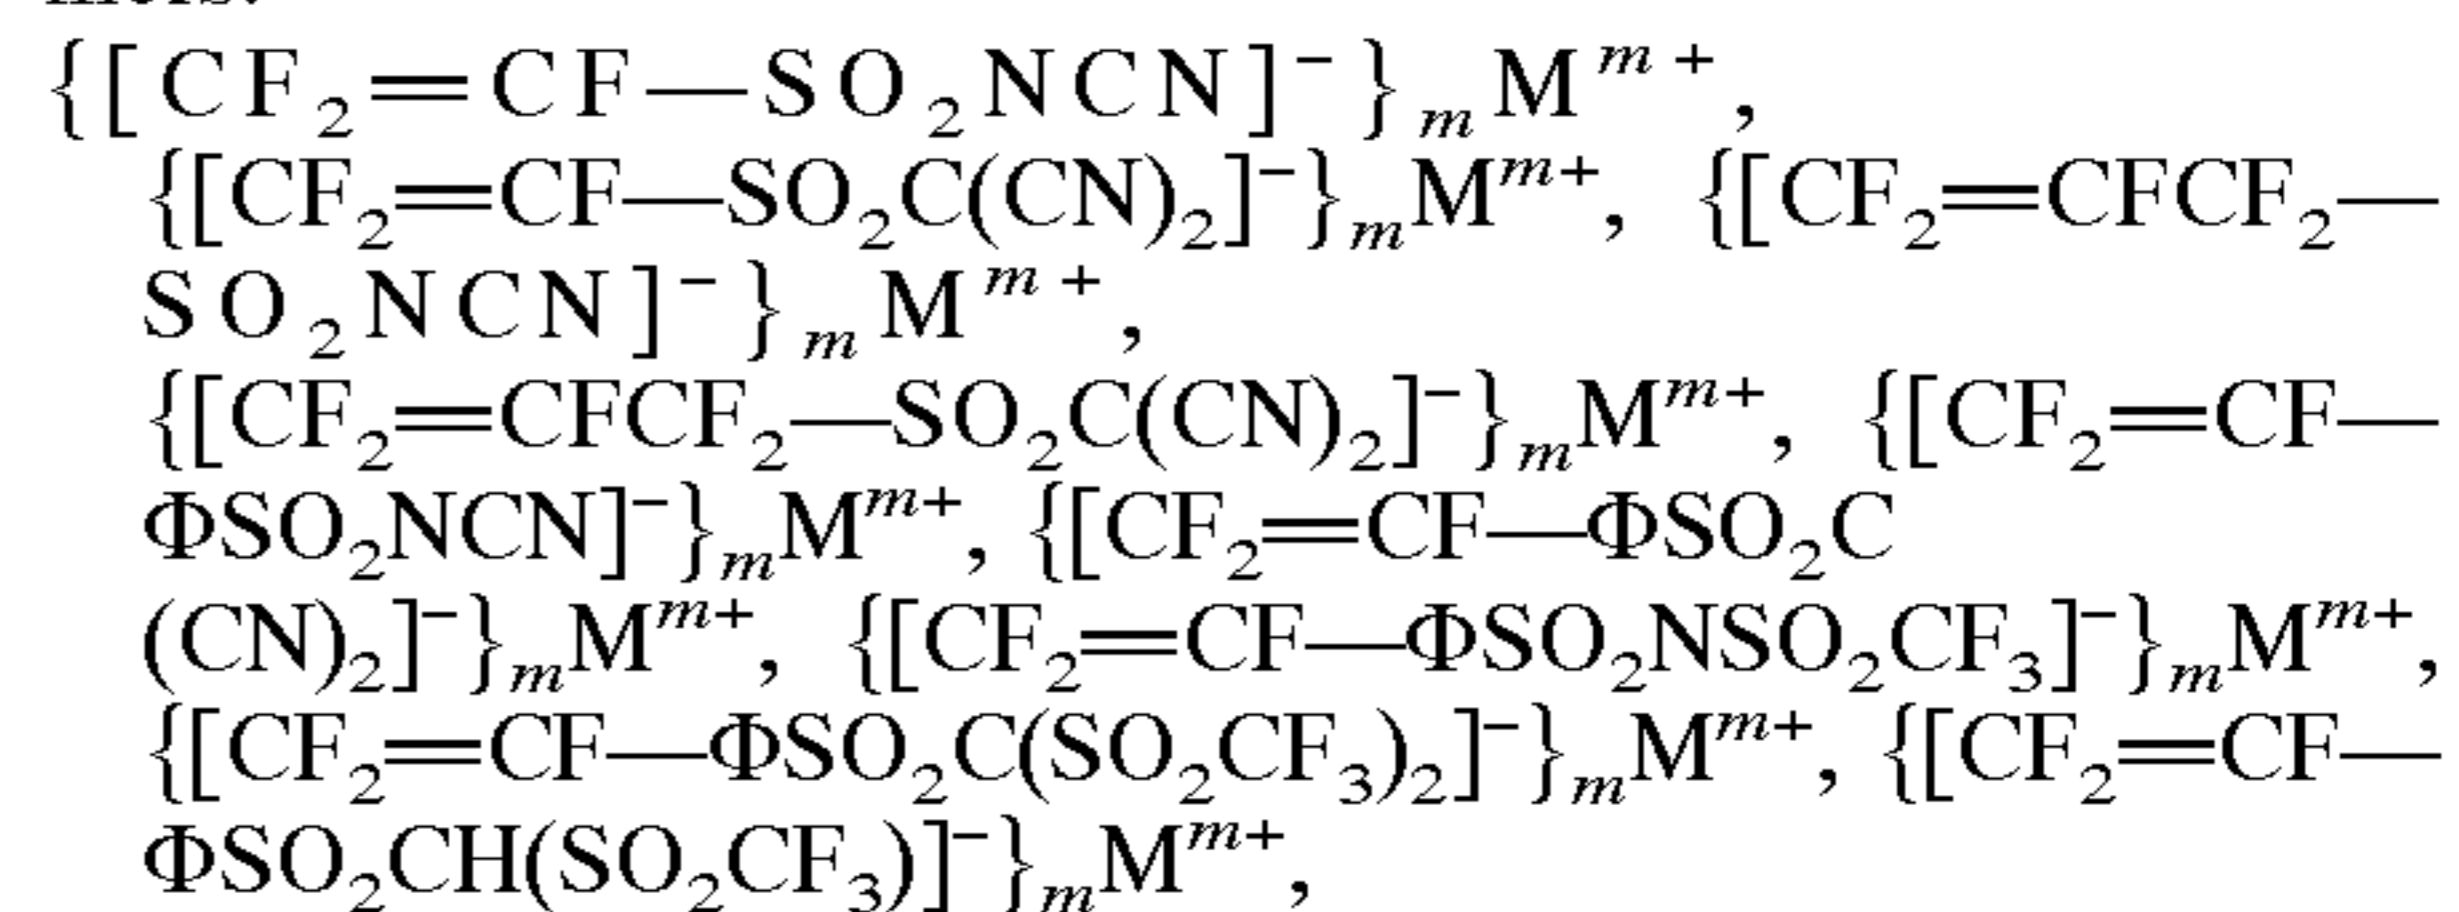 {[CF₂=CF—SO₂NCN]⁻}ₘMᵐ⁺,
{[CF₂=CF—SO₂C(CN)₂]⁻}ₘMᵐ⁺, {[CF₂=CFCF₂—
SO₂NCN]⁻}ₘMᵐ⁺,
{[CF₂=CFCF₂—SO₂C(CN)₂]⁻}ₘMᵐ⁺, {[CF₂=CF—
ΦSO₂NCN]⁻}ₘMᵐ⁺, {[CF₂=CF—ΦSO₂C
(CN)₂]⁻}ₘMᵐ⁺, {[CF₂=CF—ΦSO₂NSO₂CF₃]⁻}ₘMᵐ⁺,
{[CF₂=CF—ΦSO₂C(SO₂CF₃)₂]⁻}ₘMᵐ⁺, {[CF₂=CF—
ΦSO₂CH(SO₂CF₃)]⁻}ₘMᵐ⁺,